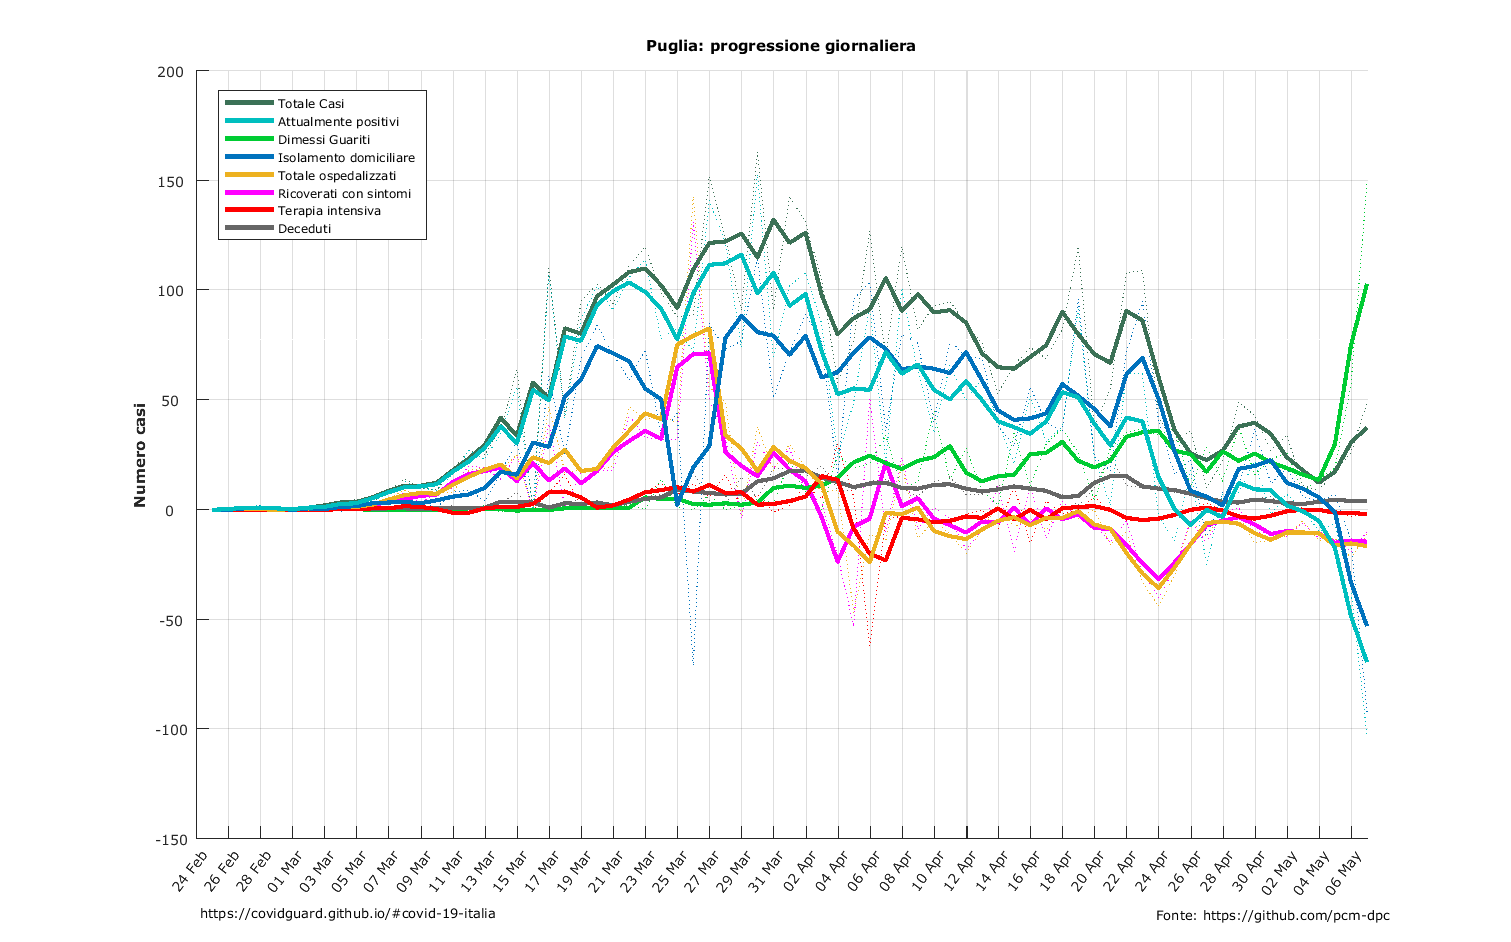 Puglia: progressione giornaliera
200
150
100
50
0
-50
-100
-150
Numero casi
Totale Casi
Attualmente positivi
Dimessi Guariti
Isolamento domiciliare
Totale ospedalizzati
Ricoverati con sintomi
Terapia intensiva
Deceduti
24 Feb
26 Feb
28 Feb
01 Mar
03 Mar
05 Mar
07 Mar
09 Mar
11 Mar
13 Mar
15 Mar
17 Mar
19 Mar
21 Mar
23 Mar
25 Mar
27 Mar
29 Mar
31 Mar
02 Apr
04 Apr
06 Apr
08 Apr
10 Apr
12 Apr
14 Apr
16 Apr
18 Apr
20 Apr
22 Apr
24 Apr
26 Apr
28 Apr
30 Apr
02 May
04 May
06 May
https://covidguard.github.io/#covid-19-italia
Fonte: https://github.com/pcm-dpc